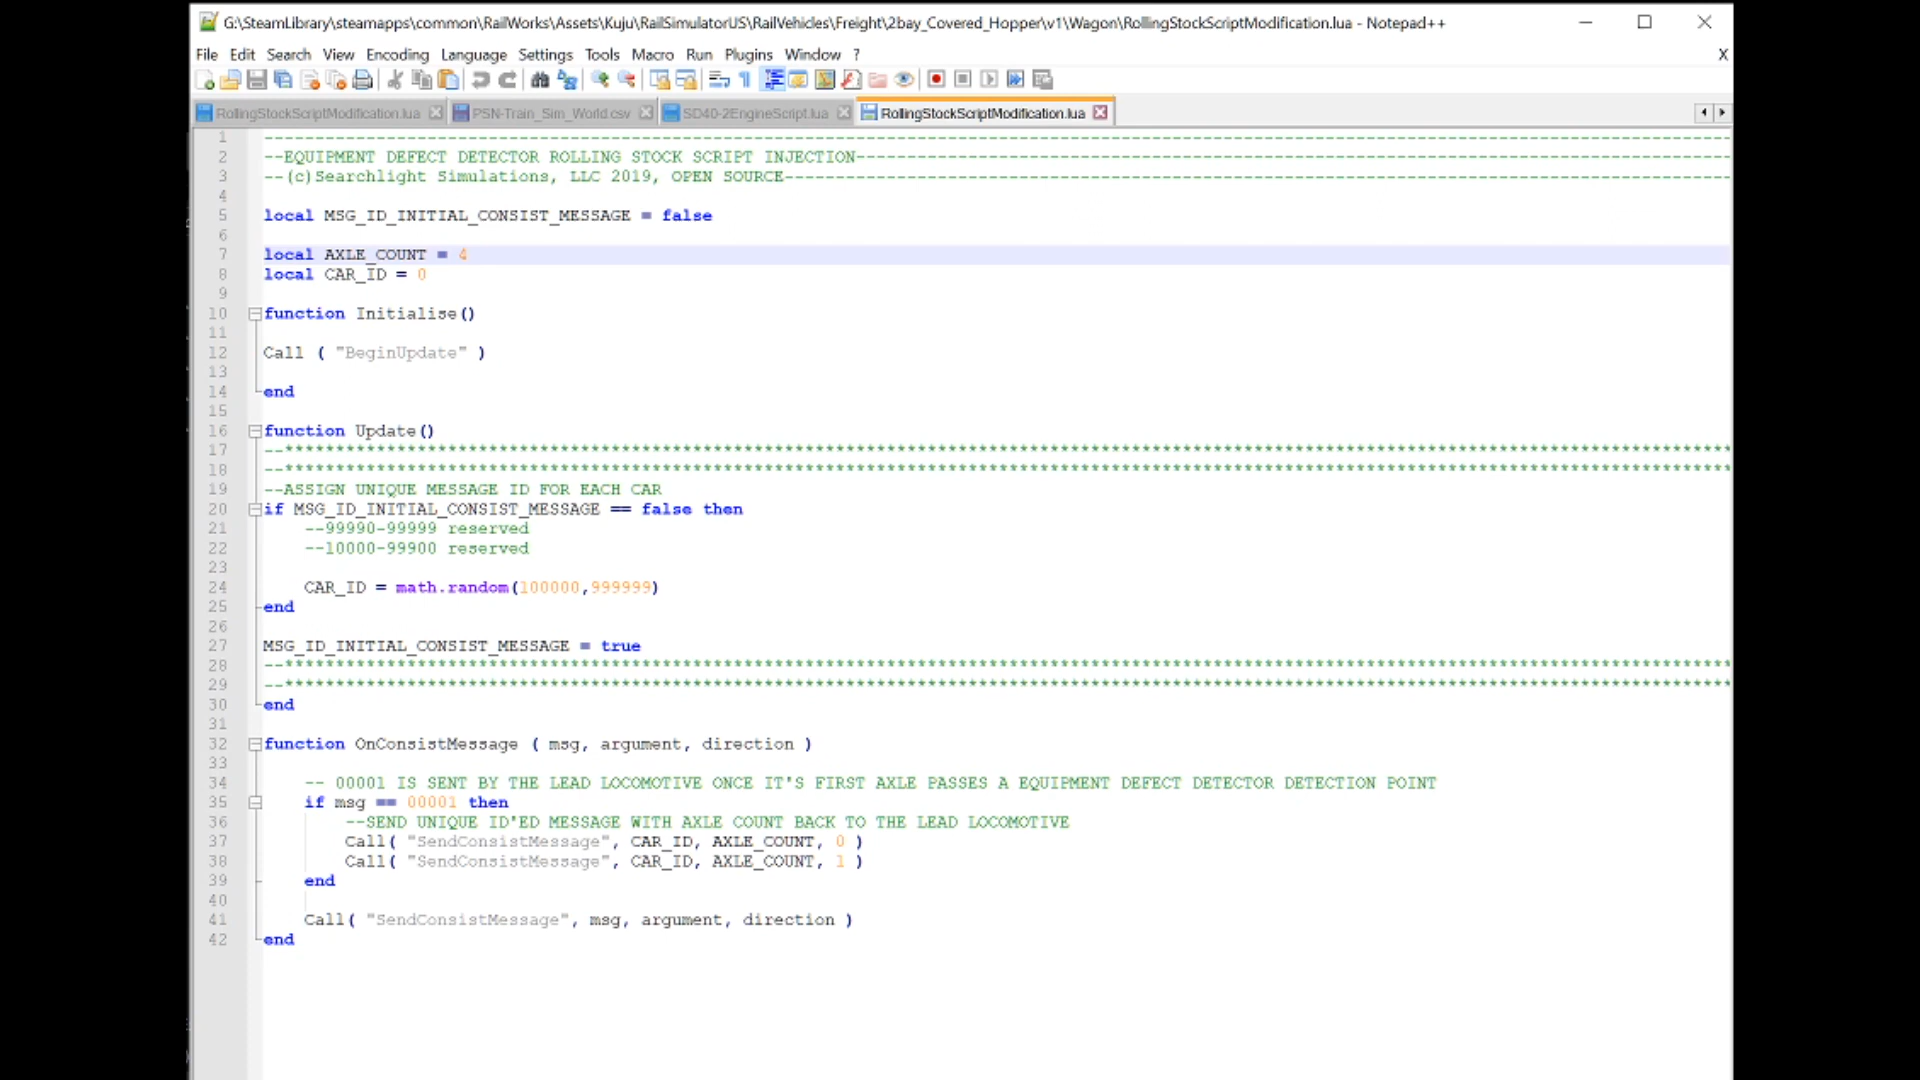 G:\SteamLibrary\steamapps\common\RailWorks\Assets\Kuju\RailSimulatorUS\RailVehicles\Freight\2bay_Covered_Hopper\v1\Wagon\RollingStockScriptModification.lua - Notepad++
File Edit Search View Encoding Language Settings Tools Macro Run Plugins Window ? X
RollingStockScriptModification.lua PSN-Train_Sim_World.csv SD40-2EngineScript.lua RollingStockScriptModification.lua
1 --------------------------------------------------------------------------------------------------------------------------------------------
2 --EQUIPMENT DEFECT DETECTOR ROLLING STOCK SCRIPT INJECTION--------------------------------------------------------------------------------------
3 --(c)Searchlight Simulations, LLC 2019, OPEN SOURCE---------------------------------------------------------------------------------------------
4
5 local MSG_ID_INITIAL_CONSIST_MESSAGE = false
6
7 local AXLE_COUNT = 4
8 local CAR_ID = 0
9
10 function Initialise()
11
12 Call ( "BeginUpdate" )
13
14 end
15
16 function Update()
17 --**********************************************************************************************************************************************
18 --**********************************************************************************************************************************************
19 --ASSIGN UNIQUE MESSAGE ID FOR EACH CAR
20 if MSG_ID_INITIAL_CONSIST_MESSAGE == false then
21 --99990-99999 reserved
22 --10000-99900 reserved
23
24 CAR_ID = math.random(100000,999999)
25 end
26
27 MSG_ID_INITIAL_CONSIST_MESSAGE = true
28 --**********************************************************************************************************************************************
29 --**********************************************************************************************************************************************
30 end
31
32 function OnConsistMessage ( msg, argument, direction )
33
34 -- 00001 IS SENT BY THE LEAD LOCOMOTIVE ONCE IT'S FIRST AXLE PASSES A EQUIPMENT DEFECT DETECTOR DETECTION POINT
35 if msg == 00001 then
36 --SEND UNIQUE ID'ED MESSAGE WITH AXLE COUNT BACK TO THE LEAD LOCOMOTIVE
37 Call( "SendConsistMessage", CAR_ID, AXLE_COUNT, 0 )
38 Call( "SendConsistMessage", CAR_ID, AXLE_COUNT, 1 )
39 end
40
41 Call( "SendConsistMessage", msg, argument, direction )
42 end